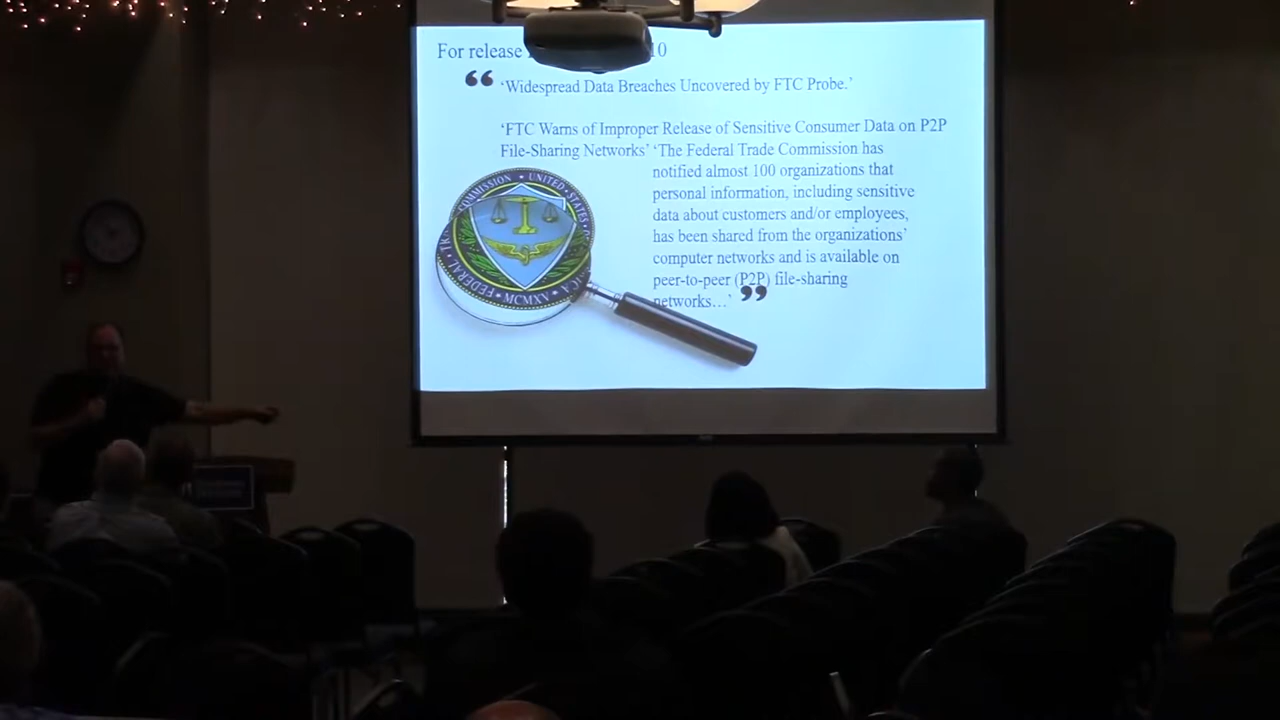 For release 10
“ ‘Widespread Data Breaches Uncovered by FTC Probe.’
‘FTC Warns of Improper Release of Sensitive Consumer Data on P2P
File-Sharing Networks’ ‘The Federal Trade Commission has
notified almost 100 organizations that
personal information, including sensitive
data about customers and/or employees,
has been shared from the organizations’
computer networks and is available on
peer-to-peer (P2P) file-sharing
networks…’ ”
COMMISSION • UNITED • STATES
FEDERAL
• MCMXV •